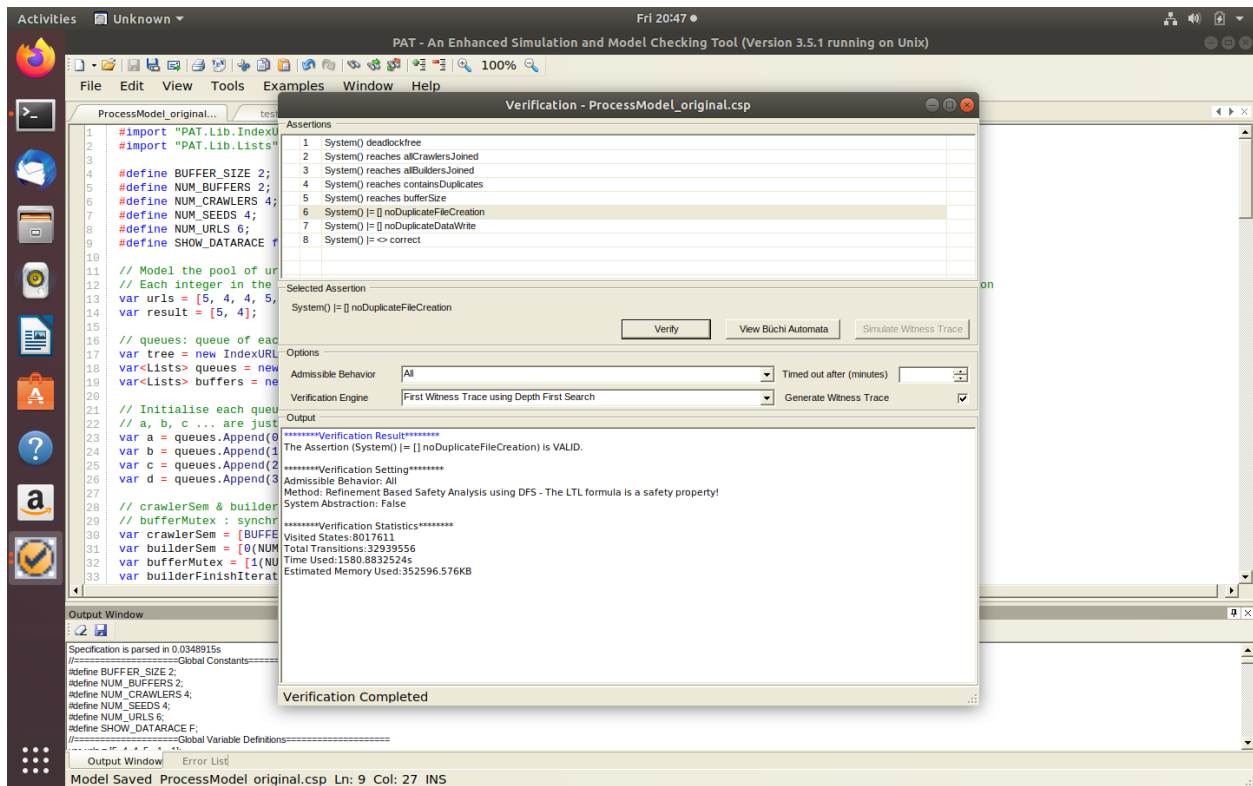 Activities Unknown Fri 20:47
PAT - An Enhanced Simulation and Model Checking Tool (Version 3.5.1 running on Unix)
100%
File Edit View Tools Examples Window Help
ProcessModel_original... test
1 #import "PAT.Lib.IndexU
2 #import "PAT.Lib.Lists"
3
4 #define BUFFER_SIZE 2;
5 #define NUM_BUFFERS 2;
6 #define NUM_CRAWLERS 4;
7 #define NUM_SEEDS 4;
8 #define NUM_URLS 6;
9 #define SHOW_DATARACE f
10
11 // Model the pool of ur
12 // Each integer in the on
13 var urls = [5, 4, 4, 5,
14 var result = [5, 4];
15
16 // queues: queue of eac
17 var tree = new IndexURL
18 var<Lists> queues = new
19 var<Lists> buffers = ne
20
21 // Initialise each queu
22 // a, b, c ... are just
23 var a = queues.Append(0
24 var b = queues.Append(1
25 var c = queues.Append(2
26 var d = queues.Append(3
27
28 // crawlerSem & builder
29 // bufferMutex : synchr
30 var crawlerSem = [BUFFE
31 var builderSem = [0(NUM
32 var bufferMutex = [1(NU
33 var builderFinishIterat
Verification - ProcessModel_original.csp
Assertions
1 System() deadlockfree
2 System() reaches allCrawlersJoined
3 System() reaches allBuildersJoined
4 System() reaches containsDuplicates
5 System() reaches bufferSize
6 System() |= [] noDuplicateFileCreation
7 System() |= [] noDuplicateDataWrite
8 System() |= <> correct
Selected Assertion
System() |= [] noDuplicateFileCreation
Verify View Büchi Automata Simulate Witness Trace
Options
Admissible Behavior All Timed out after (minutes)
Verification Engine First Witness Trace using Depth First Search Generate Witness Trace
Output
********Verification Result********
The Assertion (System() |= [] noDuplicateFileCreation) is VALID.
********Verification Setting********
Admissible Behavior: All
Method: Refinement Based Safety Analysis using DFS - The LTL formula is a safety property!
System Abstraction: False
********Verification Statistics********
Visited States:8017611
Total Transitions:32939556
Time Used:1580.8832524s
Estimated Memory Used:352596.576KB
Verification Completed
Output Window
Specification is parsed in 0.0348915s
//====================Global Constants=====
#define BUFFER_SIZE 2;
#define NUM_BUFFERS 2;
#define NUM_CRAWLERS 4;
#define NUM_SEEDS 4;
#define NUM_URLS 6;
#define SHOW_DATARACE F;
//====================Global Variable Definitions====================
Output Window Error List
Model Saved ProcessModel_original.csp Ln: 9 Col: 27 INS